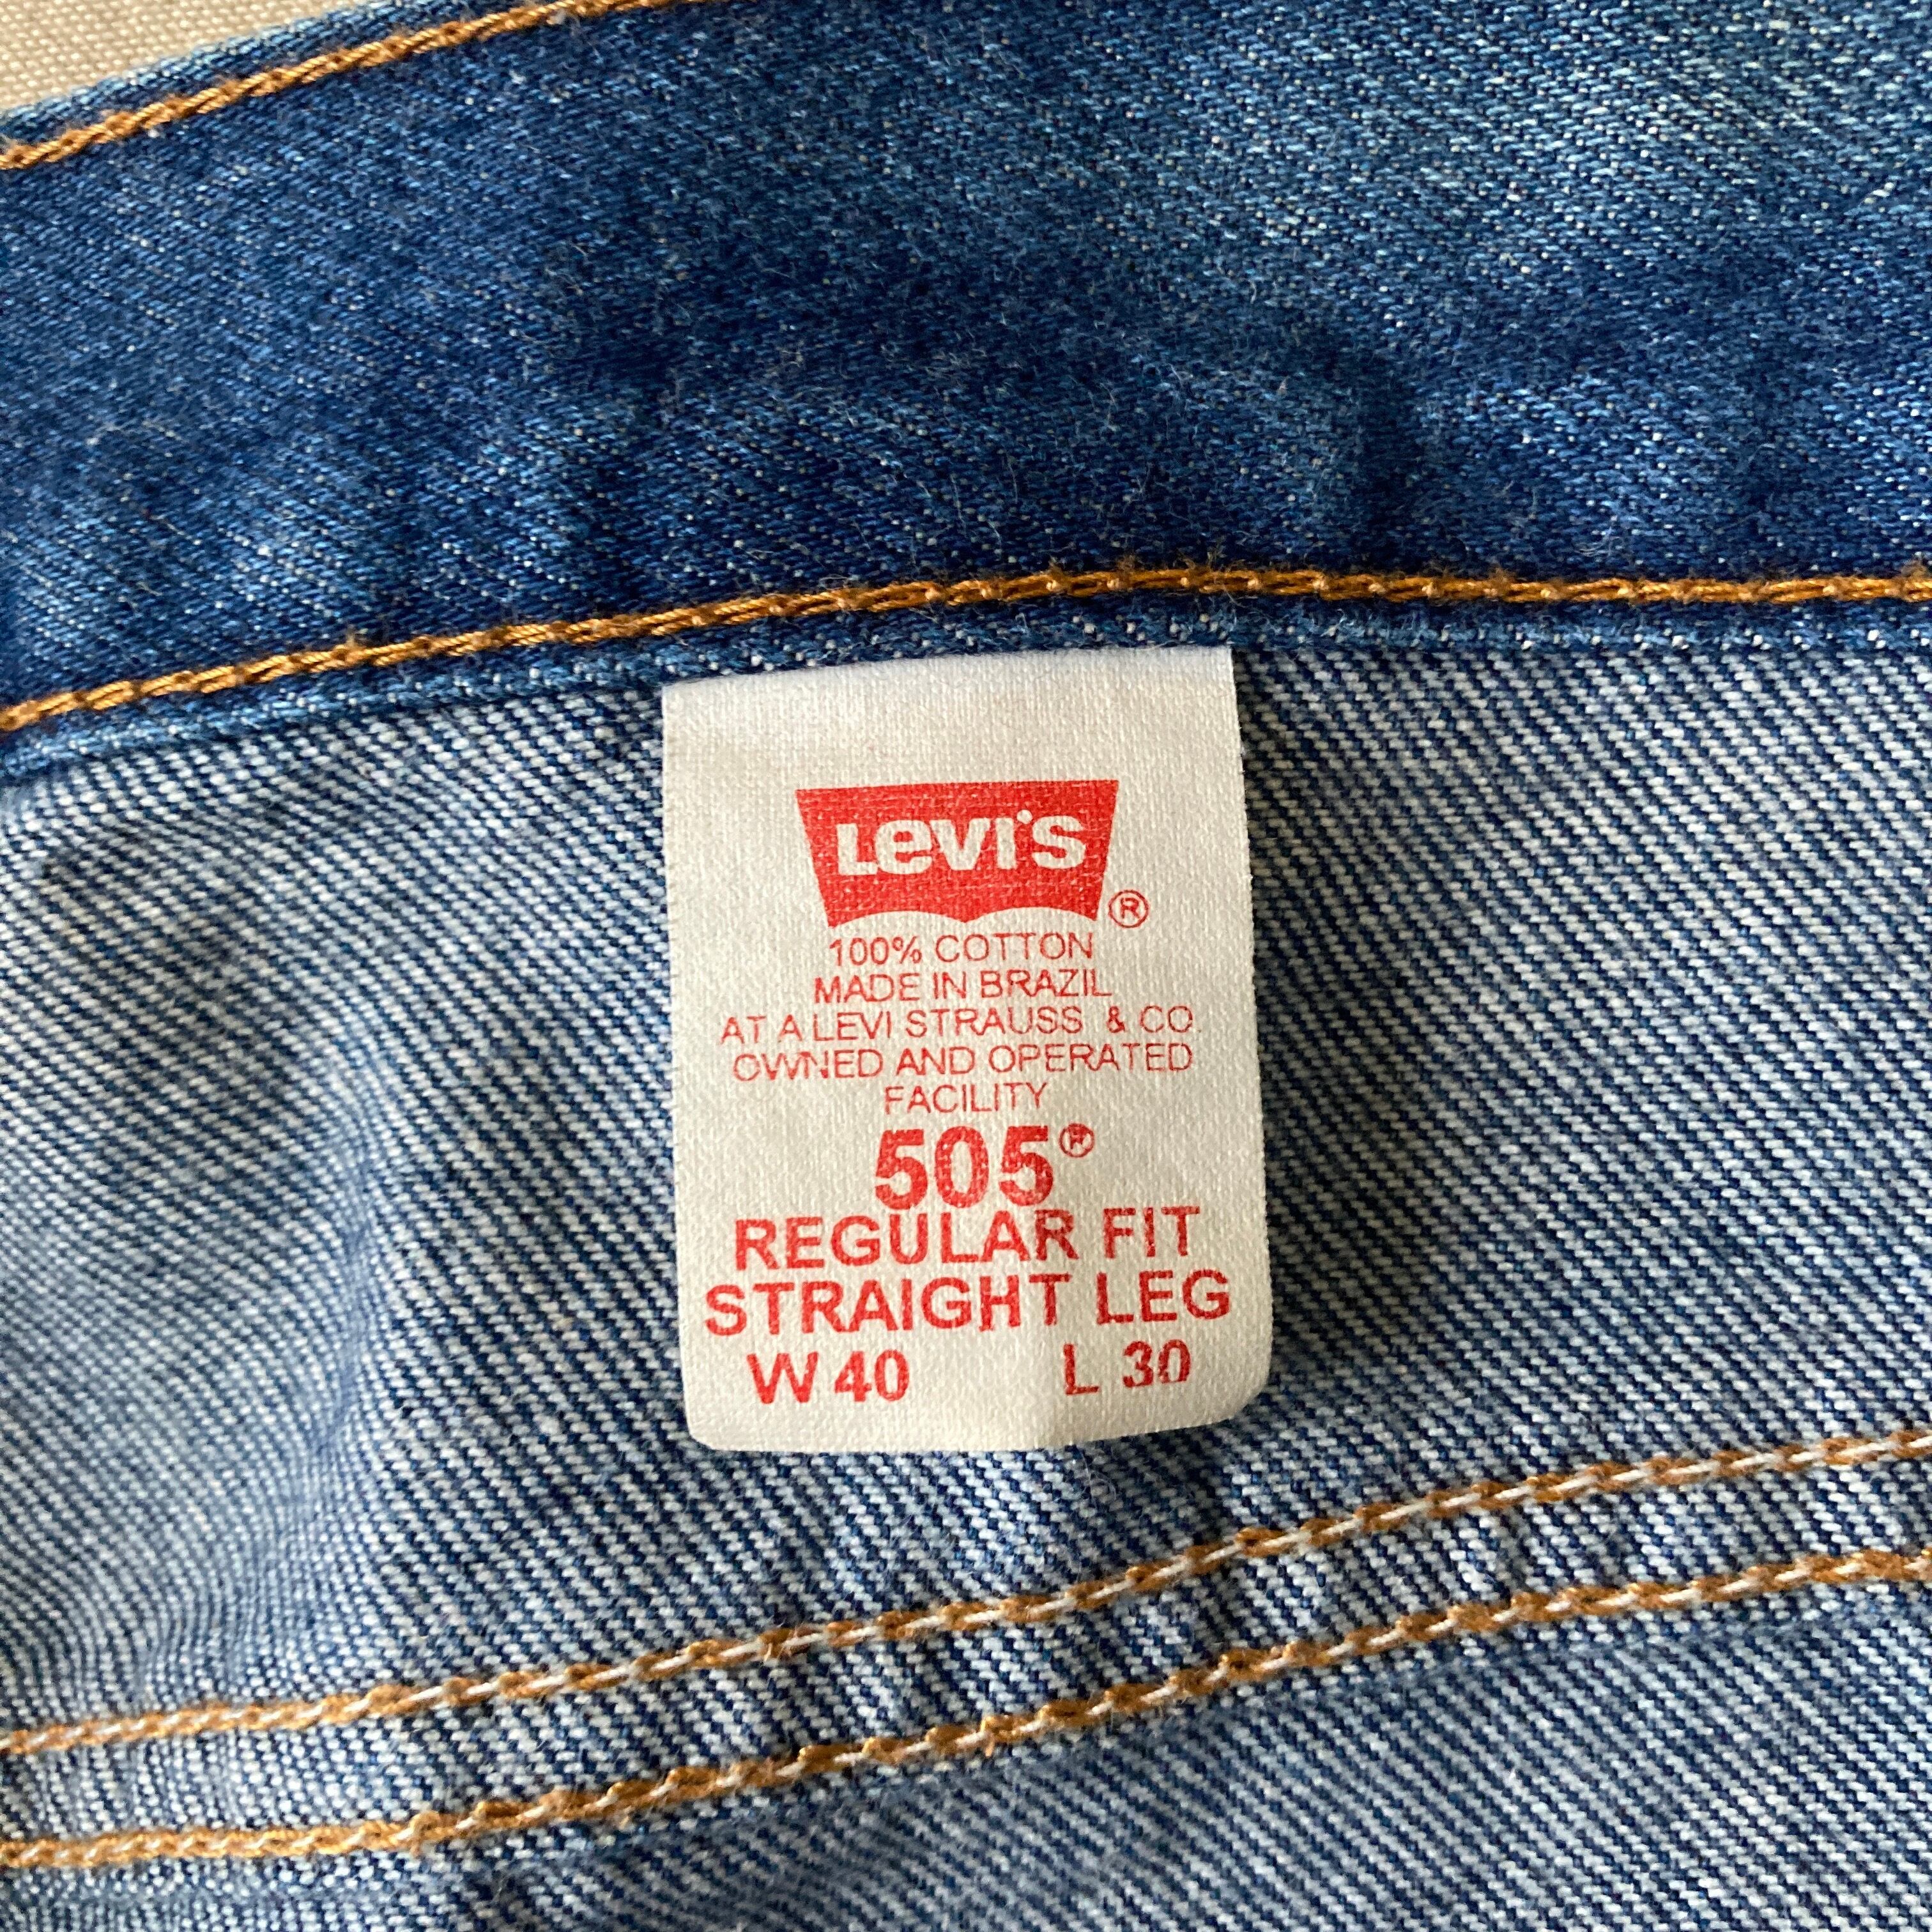 Levi's ®
100% COTTON
MADE IN BRAZIL
AT A LEVI STRAUSS & CO.
OWNED AND OPERATED
FACILITY
505®
REGULAR FIT
STRAIGHT LEG
W 40 L 30